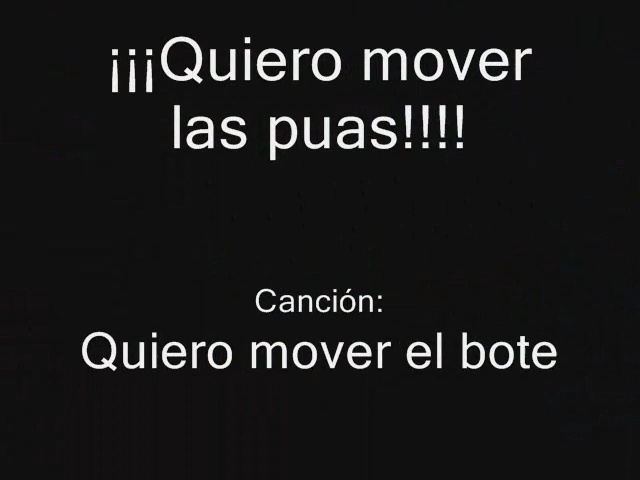 ¡¡¡Quiero mover
las puas!!!!
Canción:
Quiero mover el bote